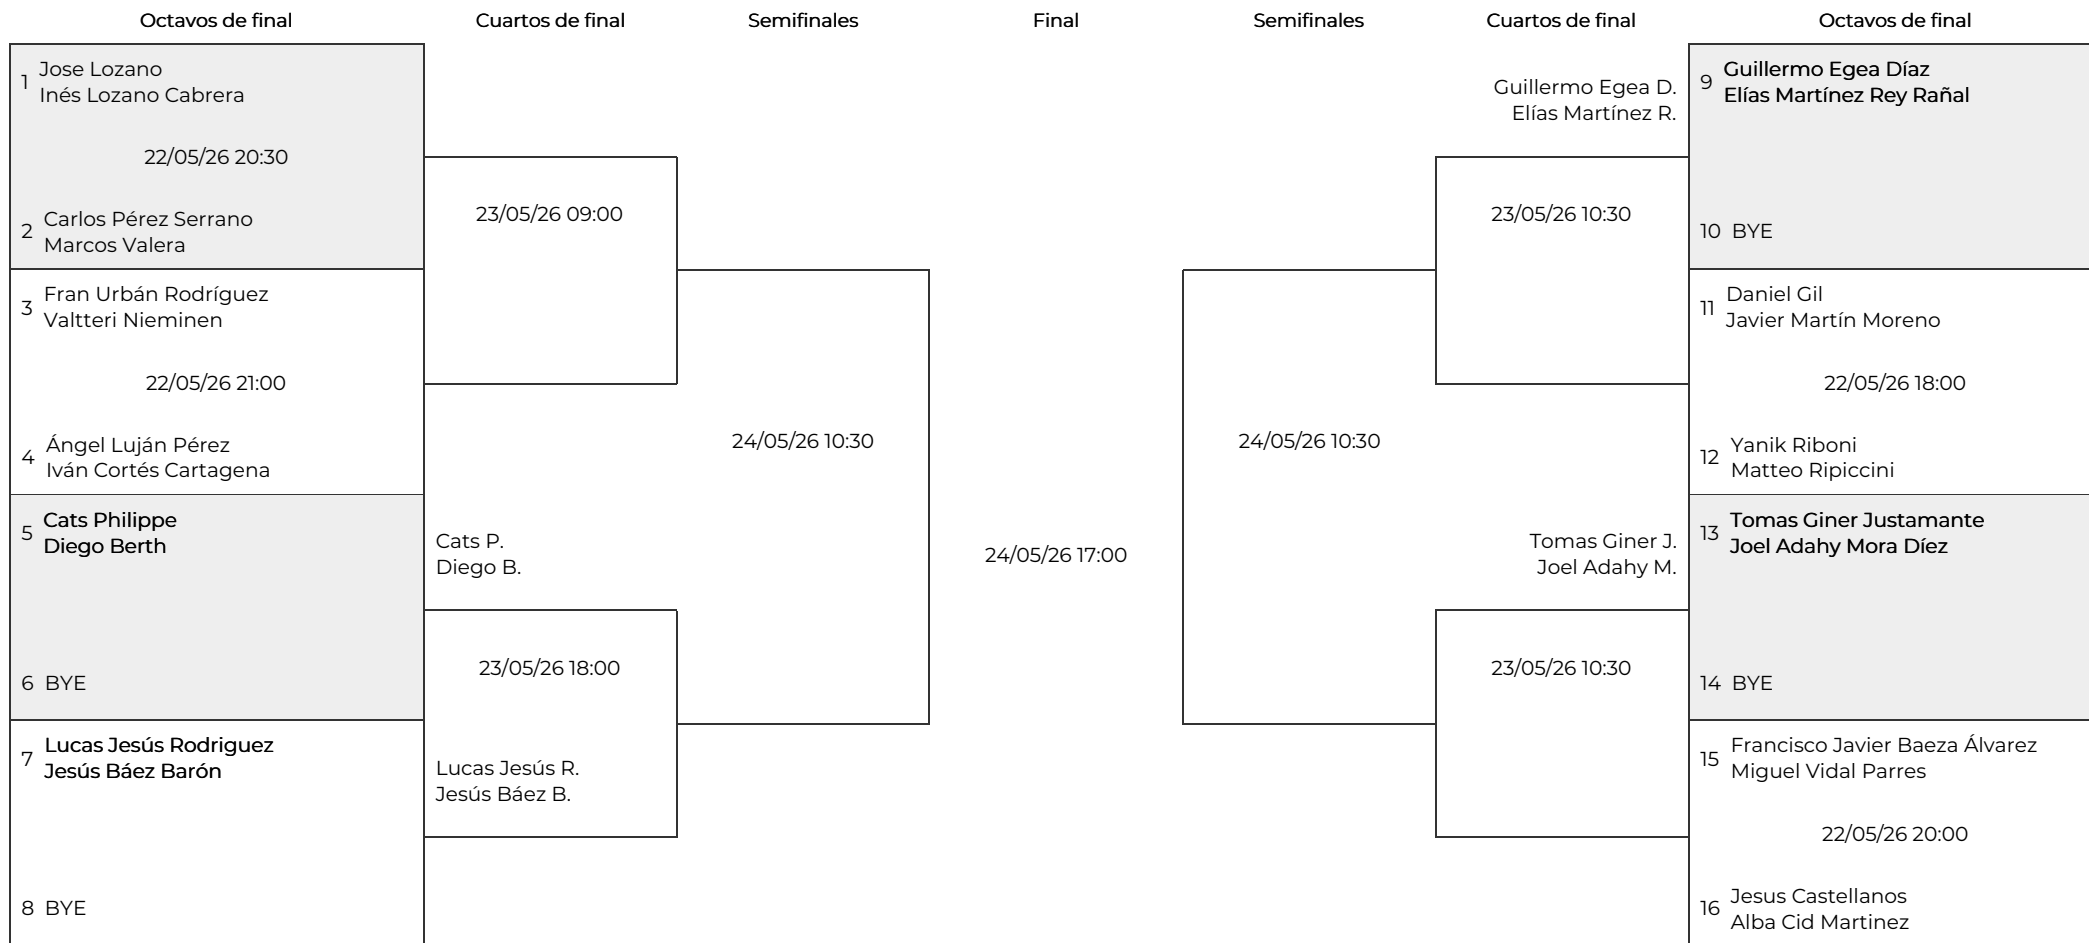 Octavos de final
Cuartos de final
Semifinales
Final
Semifinales
Cuartos de final
Octavos de final
1
Jose Lozano
Inés Lozano Cabrera
22/05/26 20:30
2
Carlos Pérez Serrano
Marcos Valera
3
Fran Urbán Rodríguez
Valtteri Nieminen
22/05/26 21:00
4
Ángel Luján Pérez
Iván Cortés Cartagena
5
Cats Philippe
Diego Berth
6 BYE
7
Lucas Jesús Rodriguez
Jesús Báez Barón
8 BYE
23/05/26 09:00
Cats P.
Diego B.
23/05/26 18:00
Lucas Jesús R.
Jesús Báez B.
24/05/26 10:30
24/05/26 17:00
24/05/26 10:30
Guillermo Egea D.
Elías Martínez R.
23/05/26 10:30
Tomas Giner J.
Joel Adahy M.
23/05/26 10:30
9
Guillermo Egea Díaz
Elías Martínez Rey Rañal
10 BYE
11
Daniel Gil
Javier Martín Moreno
22/05/26 18:00
12
Yanik Riboni
Matteo Ripiccini
13
Tomas Giner Justamante
Joel Adahy Mora Díez
14 BYE
15
Francisco Javier Baeza Álvarez
Miguel Vidal Parres
22/05/26 20:00
16
Jesus Castellanos
Alba Cid Martinez